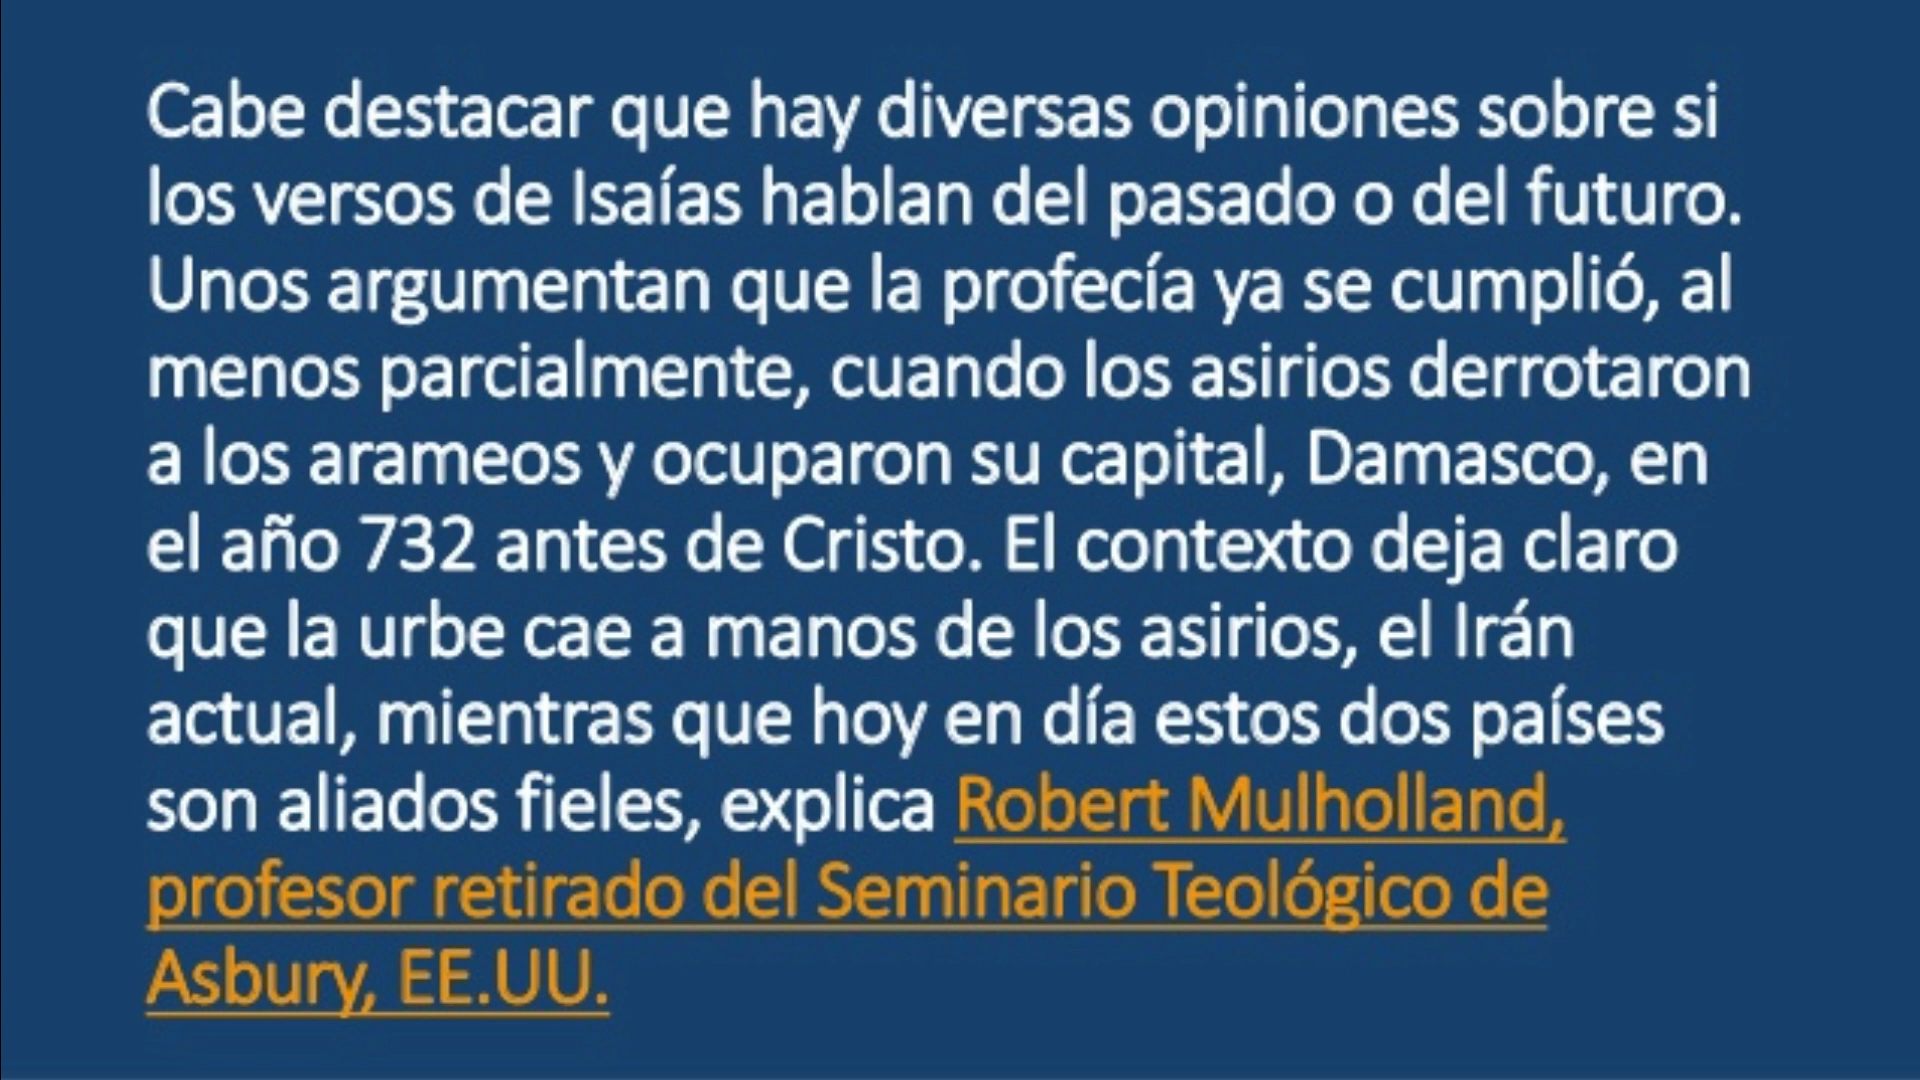 Cabe destacar que hay diversas opiniones sobre si
los versos de Isaías hablan del pasado o del futuro.
Unos argumentan que la profecía ya se cumplió, al
menos parcialmente, cuando los asirios derrotaron
a los arameos y ocuparon su capital, Damasco, en
el año 732 antes de Cristo. El contexto deja claro
que la urbe cae a manos de los asirios, el Irán
actual, mientras que hoy en día estos dos países
son aliados fieles, explica Robert Mulholland,
profesor retirado del Seminario Teológico de
Asbury, EE.UU.